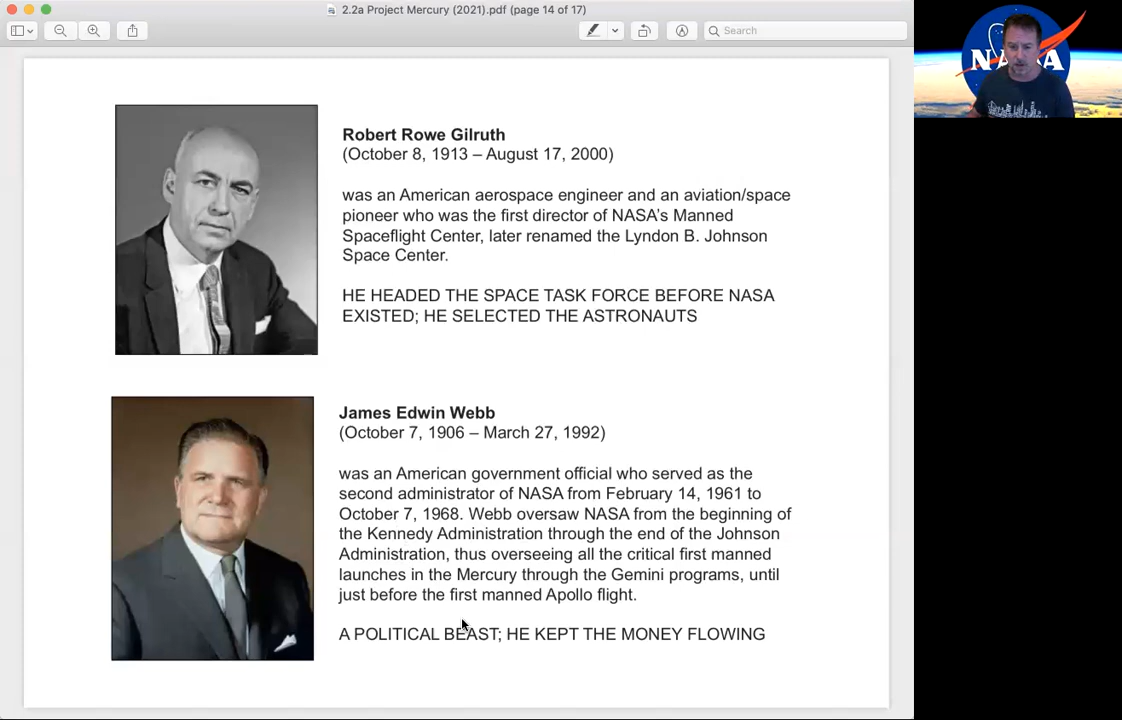 2.2a Project Mercury (2021).pdf (page 14 of 17)
Search
NASA
Robert Rowe Gilruth
(October 8, 1913 – August 17, 2000)
was an American aerospace engineer and an aviation/space
pioneer who was the first director of NASA's Manned
Spaceflight Center, later renamed the Lyndon B. Johnson
Space Center.
HE HEADED THE SPACE TASK FORCE BEFORE NASA
EXISTED; HE SELECTED THE ASTRONAUTS
James Edwin Webb
(October 7, 1906 – March 27, 1992)
was an American government official who served as the
second administrator of NASA from February 14, 1961 to
October 7, 1968. Webb oversaw NASA from the beginning of
the Kennedy Administration through the end of the Johnson
Administration, thus overseeing all the critical first manned
launches in the Mercury through the Gemini programs, until
just before the first manned Apollo flight.
A POLITICAL BEAST; HE KEPT THE MONEY FLOWING